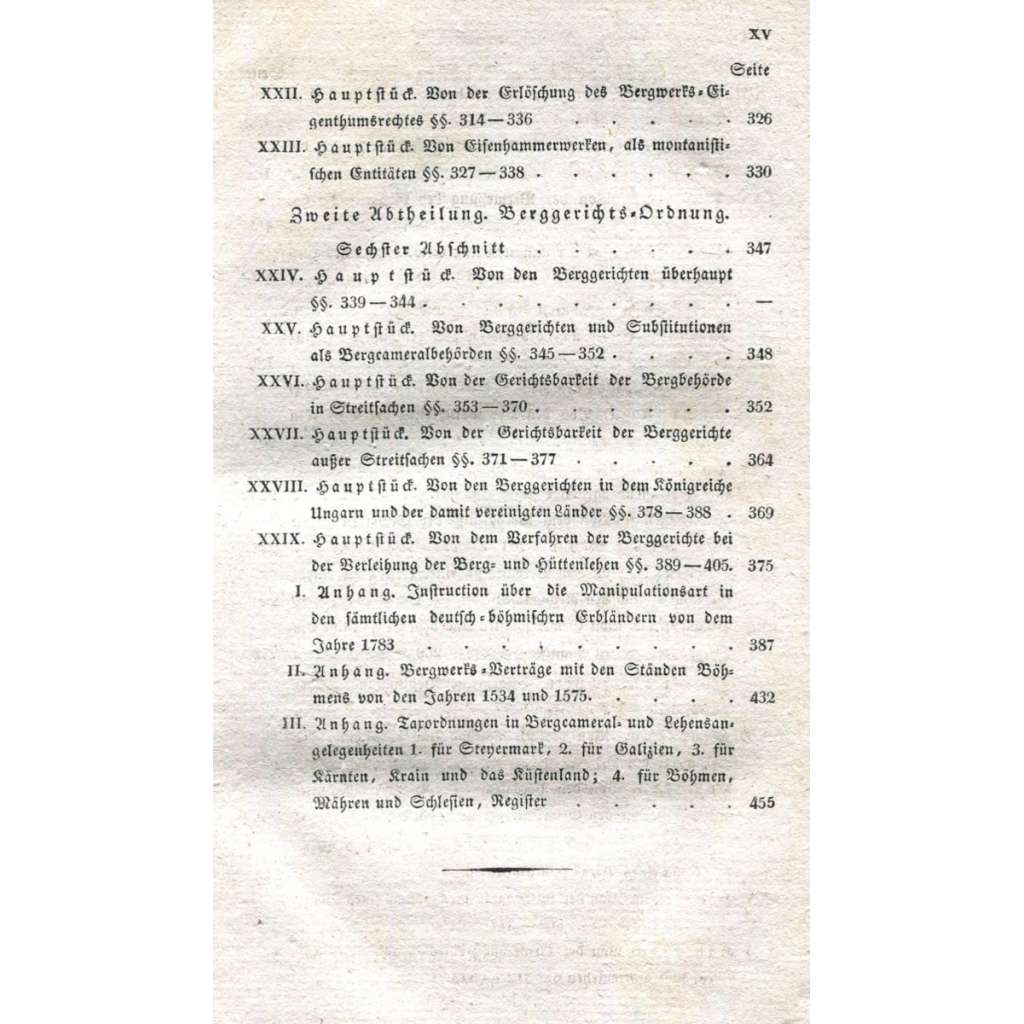 XV
Seite
XXII. Hauptstück. Von der Erlöschung des Bergwerks-Ei-
genthumsrechtes §§. 314—336 . . . . . 326
XXIII. Hauptstück. Von Eisenhammerwerken, als montanisti-
schen Entitäten §§. 327—338 . . . . . . 330
Zweite Abtheilung. Berggerichts-Ordnung.
Sechster Abschnitt . . . . . . 347
XXIV. Hauptstück. Von den Berggerichten überhaupt
§§. 339—344 . . . . . . . . —
XXV. Hauptstück. Von Berggerichten und Substitutionen
als Bergcameralbehörden §§. 345—352 . . . . 348
XXVI. Hauptstück. Von der Gerichtsbarkeit der Bergbehörde
in Streitsachen §§. 353—370 . . . . . . 352
XXVII. Hauptstück. Von der Gerichtsbarkeit der Berggerichte
außer Streitsachen §§. 371—377 . . . . . 364
XXVIII. Hauptstück. Von den Berggerichten in dem Königreiche
Ungarn und der damit vereinigten Länder §§. 378—388 . 369
XXIX. Hauptstück. Von dem Verfahren der Berggerichte bei
der Verleihung der Berg- und Hüttenlehen §§. 389—405. 375
I. Anhang. Instruction über die Manipulationsart in
den sämtlichen deutsch-böhmischrn Erbländern von dem
Jahre 1783 . . . . . . . . 387
II. Anhang. Bergwerks-Verträge mit den Ständen Böh-
mens von den Jahren 1534 und 1575. . . . . 432
III. Anhang. Taxordnungen in Bergcameral- und Lehensan-
gelegenheiten 1. für Steyermark, 2. für Galizien, 3. für
Kärnten, Krain und das Küstenland; 4. für Böhmen,
Mähren und Schlesien, Register . . . . . 455